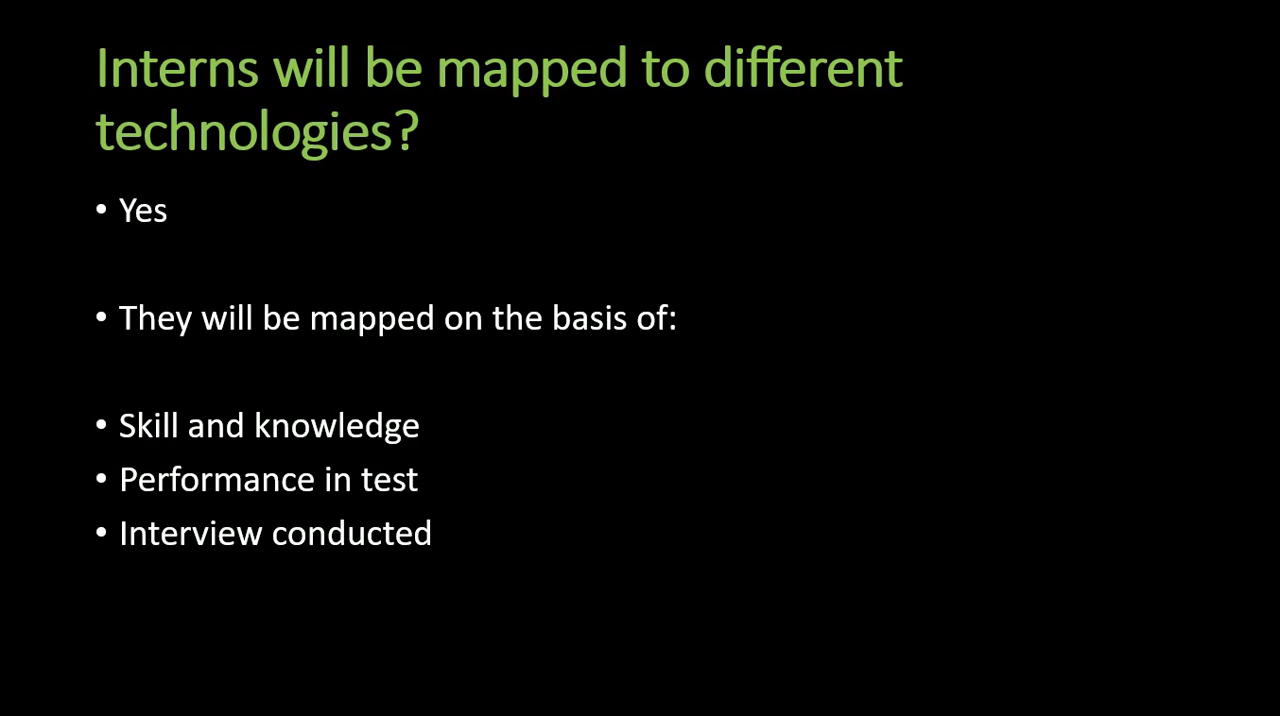 Interns will be mapped to different
technologies?
• Yes
• They will be mapped on the basis of:
• Skill and knowledge
• Performance in test
• Interview conducted